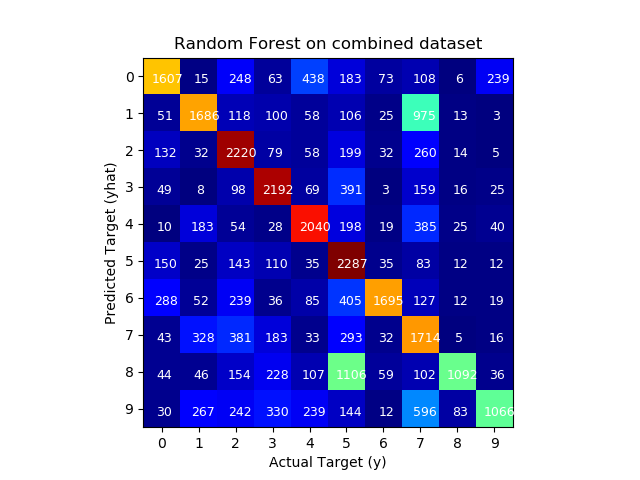 Random Forest on combined dataset
Predicted Target (yhat)
0 1607 15 248 63 438 183 73 108 6 239
1 51 1686 118 100 58 106 25 975 13 3
2 132 32 2220 79 58 199 32 260 14 5
3 49 8 98 2192 69 391 3 159 16 25
4 10 183 54 28 2040 198 19 385 25 40
5 150 25 143 110 35 2287 35 83 12 12
6 288 52 239 36 85 405 1695 127 12 19
7 43 328 381 183 33 293 32 1714 5 16
8 44 46 154 228 107 1106 59 102 1092 36
9 30 267 242 330 239 144 12 596 83 1066
0 1 2 3 4 5 6 7 8 9
Actual Target (y)